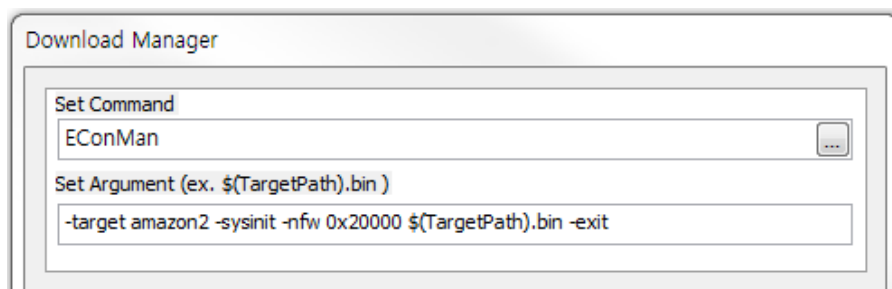 Download Manager
Set Command
EConMan
...
Set Argument (ex. $(TargetPath).bin )
-target amazon2 -sysinit -nfw 0x20000 $(TargetPath).bin -exit